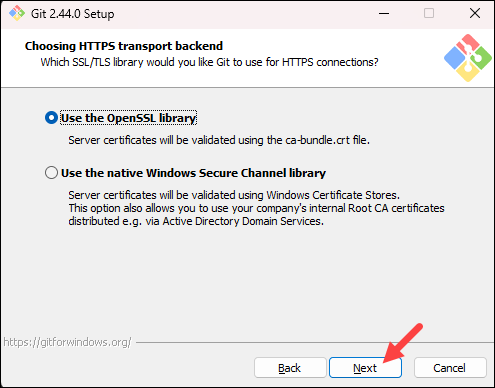 Git 2.44.0 Setup
Choosing HTTPS transport backend
Which SSL/TLS library would you like Git to use for HTTPS connections?
Use the OpenSSL library
Server certificates will be validated using the ca-bundle.crt file.
Use the native Windows Secure Channel library
Server certificates will be validated using Windows Certificate Stores.
This option also allows you to use your company's internal Root CA certificates
distributed e.g. via Active Directory Domain Services.
https://gitforwindows.org/
Back Next Cancel